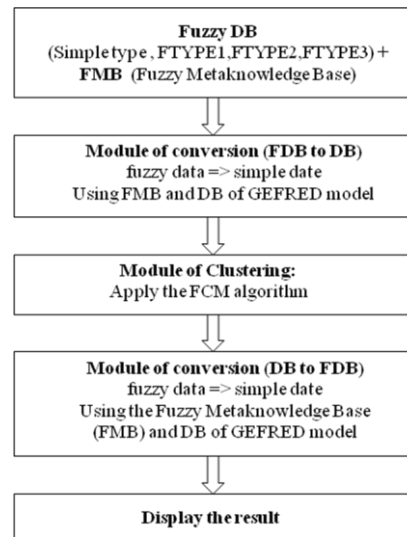 Fuzzy DB
(Simple type , FTYPE1,FTYPE2,FTYPE3) +
FMB (Fuzzy Metaknowledge Base)
Module of conversion (FDB to DB)
fuzzy data => simple date
Using FMB and DB of GEFRED model
Module of Clustering:
Apply the FCM algorithm
Module of conversion (DB to FDB)
fuzzy data => simple date
Using the Fuzzy Metaknowledge Base
(FMB) and DB of GEFRED model
Display the result